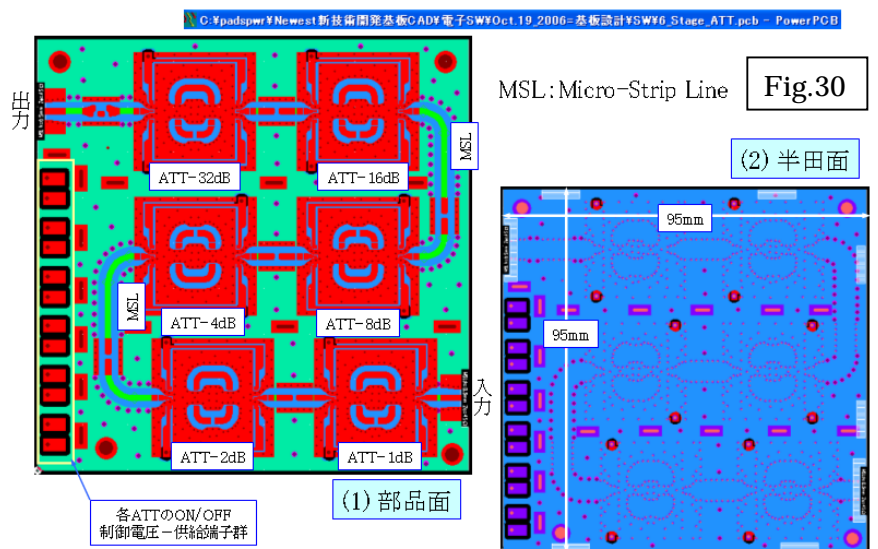 C:¥padspwr¥Newest新技術開発基板CAD¥電子SW¥Oct.19_2006=基板設計¥SW¥6_Stage_ATT.pcb - PowerPCB
MSL:Micro-Strip Line
Fig.30
出力
ATT-32dB
ATT-16dB
MSL
(2) 半田面
95mm
95mm
ATT-4dB
ATT-8dB
MSL
入力
ATT-2dB
ATT-1dB
(1) 部品面
各ATTのON/OFF
制御電圧-供給端子群